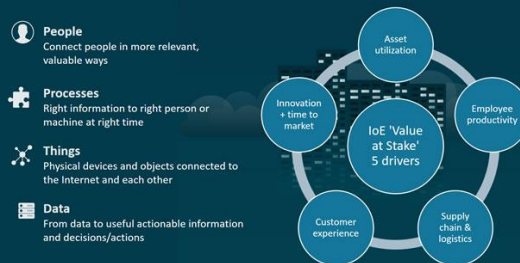 People
Connect people in more relevant,
valuable ways
Processes
Right information to right person or
machine at right time
Things
Physical devices and objects connected to
the Internet and each other
Data
From data to useful actionable information
and decisions/actions
Asset
utilization
Innovation
+ time to
market
Employee
productivity
IoE 'Value
at Stake'
5 drivers
Customer
experience
Supply
chain &
logistics